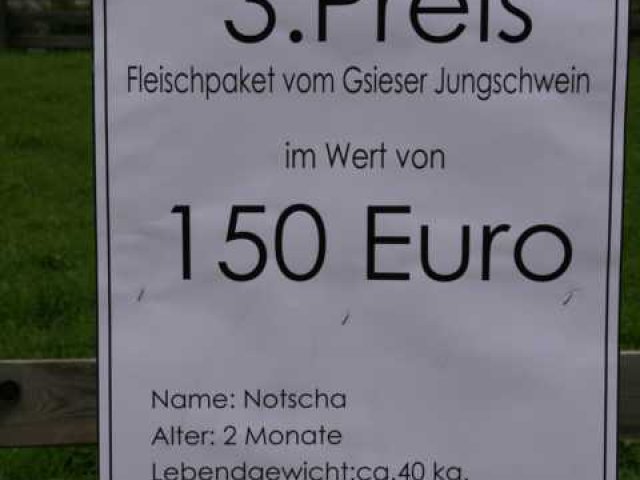 3.Preis
Fleischpaket vom Gsieser Jungschwein
im Wert von
150 Euro
Name: Notscha
Alter: 2 Monate
Lebendgewicht:ca.40 kg.